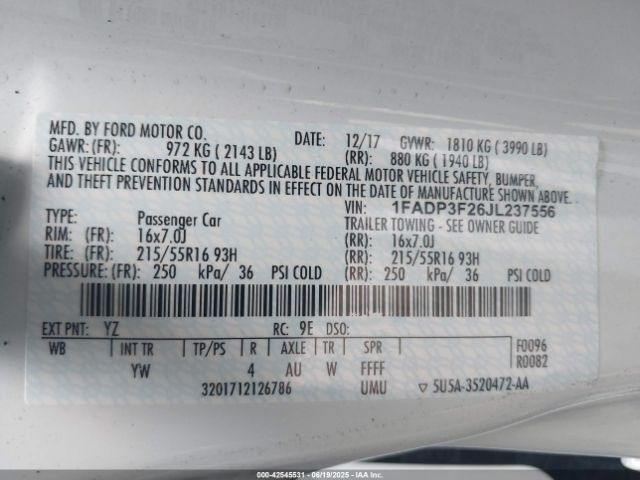 MFD. BY FORD MOTOR CO. DATE: 12/17 GVWR: 1810 KG ( 3990 LB)
GAWR: (FR): 972 KG ( 2143 LB) (RR): 880 KG ( 1940 LB)
THIS VEHICLE CONFORMS TO ALL APPLICABLE FEDERAL MOTOR VEHICLE SAFETY, BUMPER,
AND THEFT PREVENTION STANDARDS IN EFFECT ON THE DATE OF MANUFACTURE SHOWN ABOVE.
VIN: 1FADP3F26JL237556
TYPE: Passenger Car TRAILER TOWING - SEE OWNER GUIDE
RIM: (FR): 16x7.0J (RR): 16x7.0J
TIRE: (FR): 215/55R16 93H (RR): 215/55R16 93H
PRESSURE: (FR): 250 kPa/ 36 PSI COLD (RR): 250 kPa/ 36 PSI COLD
EXT PNT: YZ RC: 9E DSO:
WB INT TR TP/PS R AXLE TR SPR F0096
YW 4 AU W FFFF R0082
3201712126786 UMU ▽ 5U5A-3520472-AA
000-42545531 - 06/19/2025 - IAAI.COM